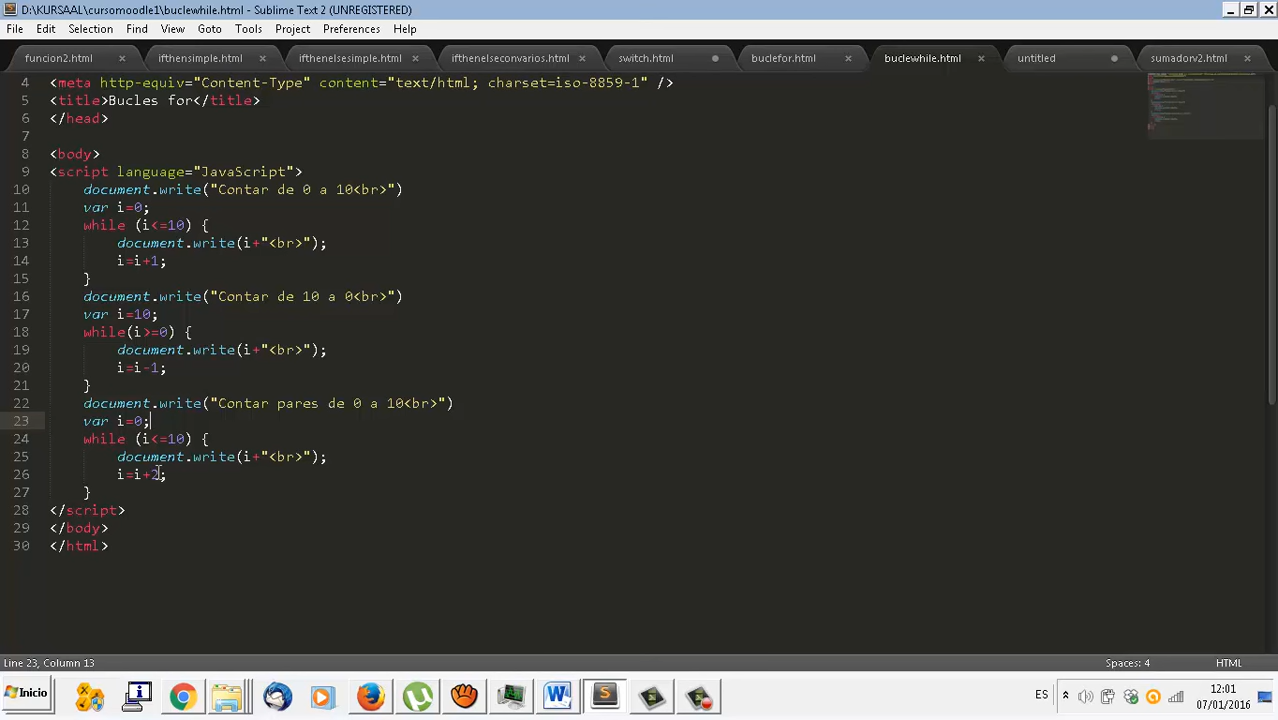 D:\KURSAAL\cursomoodle1\buclewhile.html - Sublime Text 2 (UNREGISTERED)
File Edit Selection Find View Goto Tools Project Preferences Help
funcion2.html ifthensimple.html ifthenelsesimple.html ifthenelseconvarios.html switch.html buclefor.html buclewhile.html untitled sumadorv2.html
4 <meta http-equiv="Content-Type" content="text/html; charset=iso-8859-1" />
5 <title>Bucles for</title>
6 </head>
7
8 <body>
9 <script language="JavaScript">
10 document.write("Contar de 0 a 10<br>")
11 var i=0;
12 while (i<=10) {
13 document.write(i+"<br>");
14 i=i+1;
15 }
16 document.write("Contar de 10 a 0<br>")
17 var i=10;
18 while(i>=0) {
19 document.write(i+"<br>");
20 i=i-1;
21 }
22 document.write("Contar pares de 0 a 10<br>")
23 var i=0;
24 while (i<=10) {
25 document.write(i+"<br>");
26 i=i+2;
27 }
28 </script>
29 </body>
30 </html>
Line 23, Column 13 Spaces: 4 HTML
Inicio ES 12:01
07/01/2016